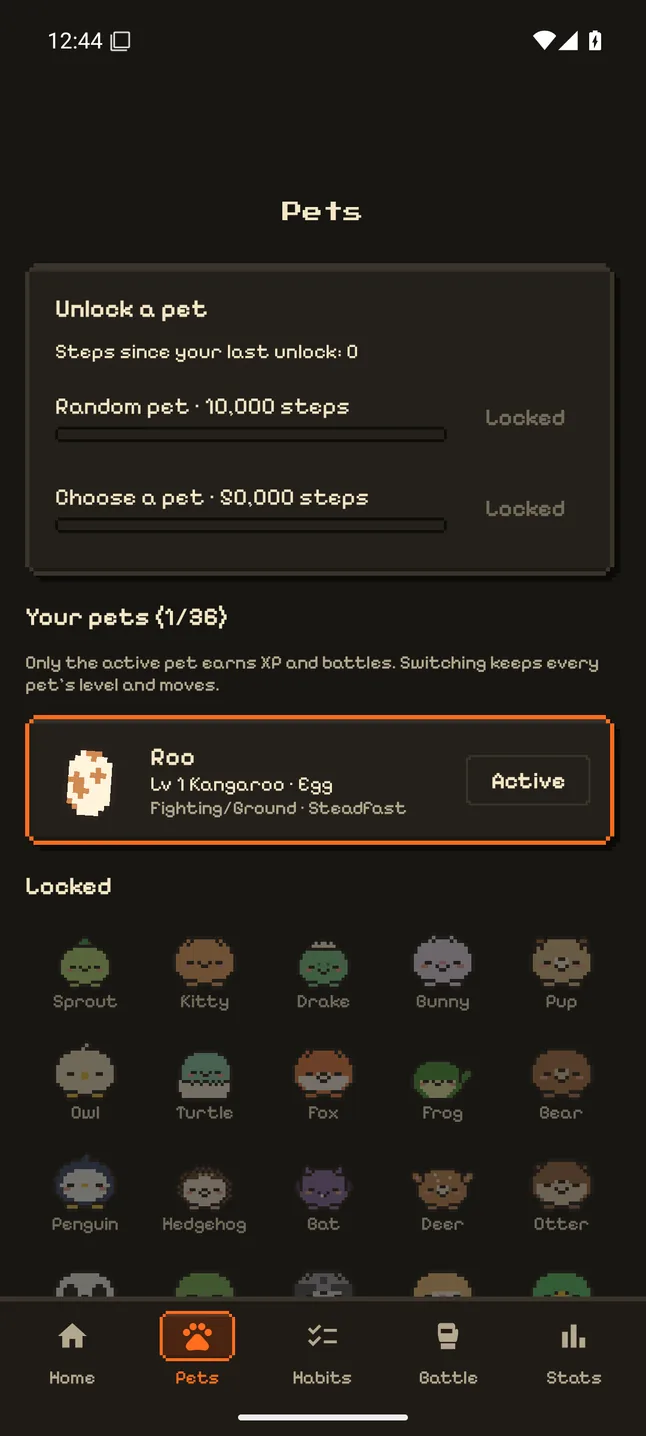 12:44
Pets
Unlock a pet
Steps since your last unlock: 0
Random pet · 10,000 steps
Locked
Choose a pet · 80,000 steps
Locked
Your pets (1/36)
Only the active pet earns XP and battles. Switching keeps every
pet's level and moves.
Roo
Lv 1 Kangaroo · Egg
Fighting/Ground · Steadfast
Active
Locked
Sprout Kitty Drake Bunny Pup
Owl Turtle Fox Frog Bear
Penguin Hedgehog Bat Deer Otter
Home Pets Habits Battle Stats